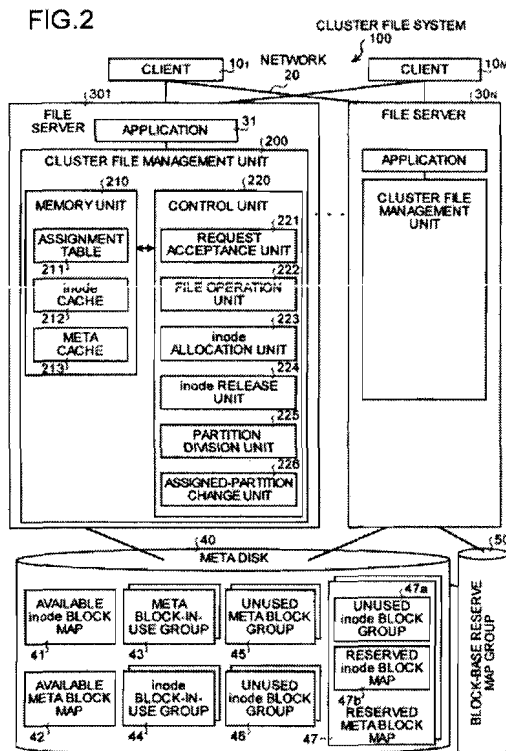 FIG.2
CLUSTER FILE SYSTEM
100
NETWORK
20
CLIENT
10₁
CLIENT
10M
301
FILE
SERVER
APPLICATION
31
200
CLUSTER FILE MANAGEMENT UNIT
210
MEMORY UNIT
ASSIGNMENT
TABLE
211
inode
CACHE
212
META
CACHE
213
220
CONTROL UNIT
221
REQUEST
ACCEPTANCE UNIT
222
FILE OPERATION
UNIT
223
inode
ALLOCATION UNIT
224
inode RELEASE
UNIT
225
PARTITION
DIVISION UNIT
226
ASSIGNED-PARTITION
CHANGE UNIT
30N
FILE SERVER
APPLICATION
CLUSTER FILE
MANAGEMENT
UNIT
40
META DISK
AVAILABLE
inode BLOCK
MAP
41
META
BLOCK-IN-
USE GROUP
43
UNUSED
META BLOCK
GROUP
45
47a
UNUSED
inode BLOCK
GROUP
AVAILABLE
META BLOCK
MAP
42
inode
BLOCK-IN-
USE GROUP
44
UNUSED
inode BLOCK
GROUP
46
RESERVED
inode BLOCK
MAP
47b
47
RESERVED
META BLOCK
MAP
50
BLOCK-BASE RESERVE
MAP GROUP